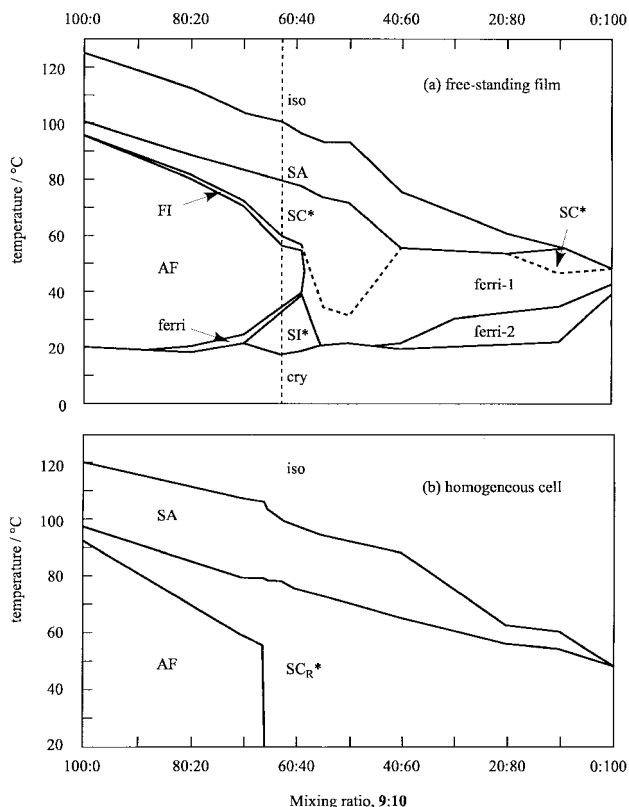 100:0 80:20 60:40 40:60 20:80 0:100
120
100
80
60
40
20
0
temperature / °C
(a) free-standing film
iso
SA
SC*
FI
AF
ferri
SI*
cry
SC*
ferri-1
ferri-2
120
100
80
60
40
20
temperature / °C
(b) homogeneous cell
iso
SA
AF
SCR*
100:0 80:20 60:40 40:60 20:80 0:100
Mixing ratio, 9:10